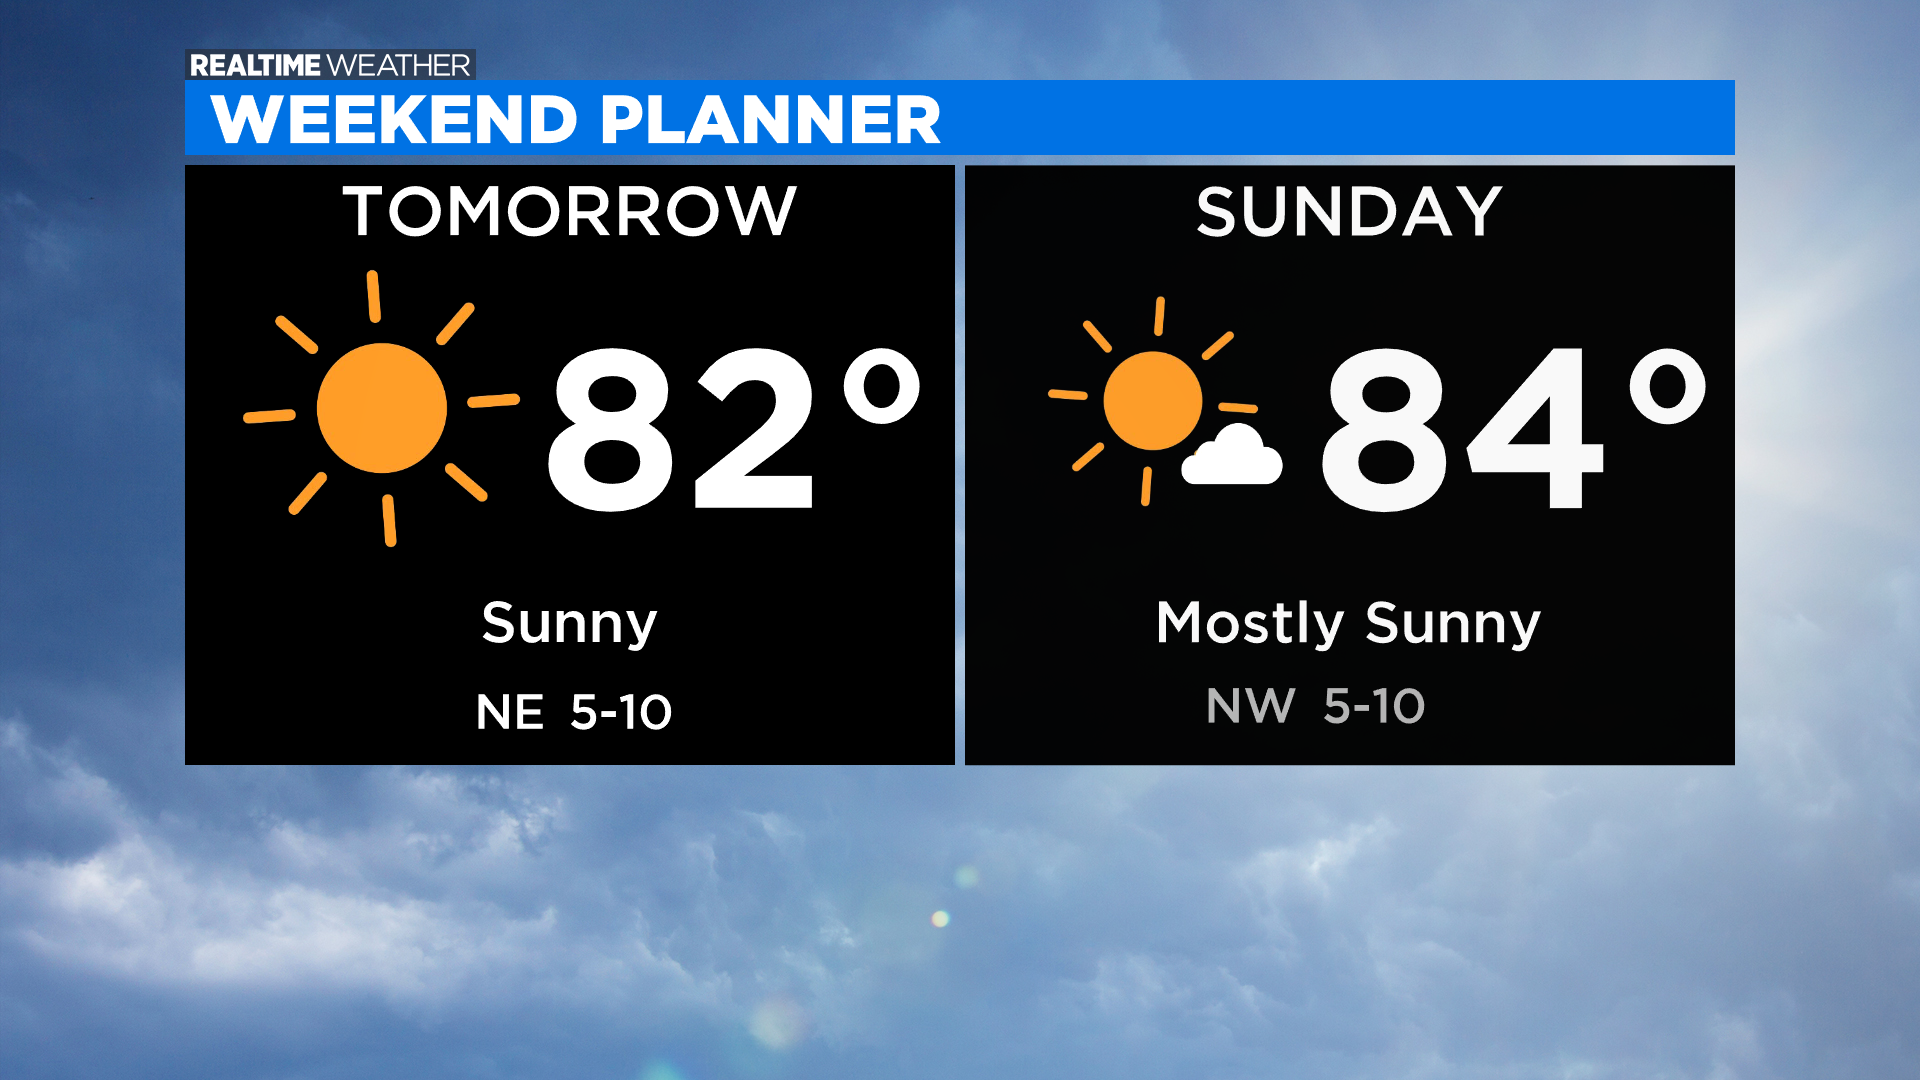 REALTIME WEATHER
WEEKEND PLANNER
TOMORROW
82°
Sunny
NE 5-10
SUNDAY
84°
Mostly Sunny
NW 5-10